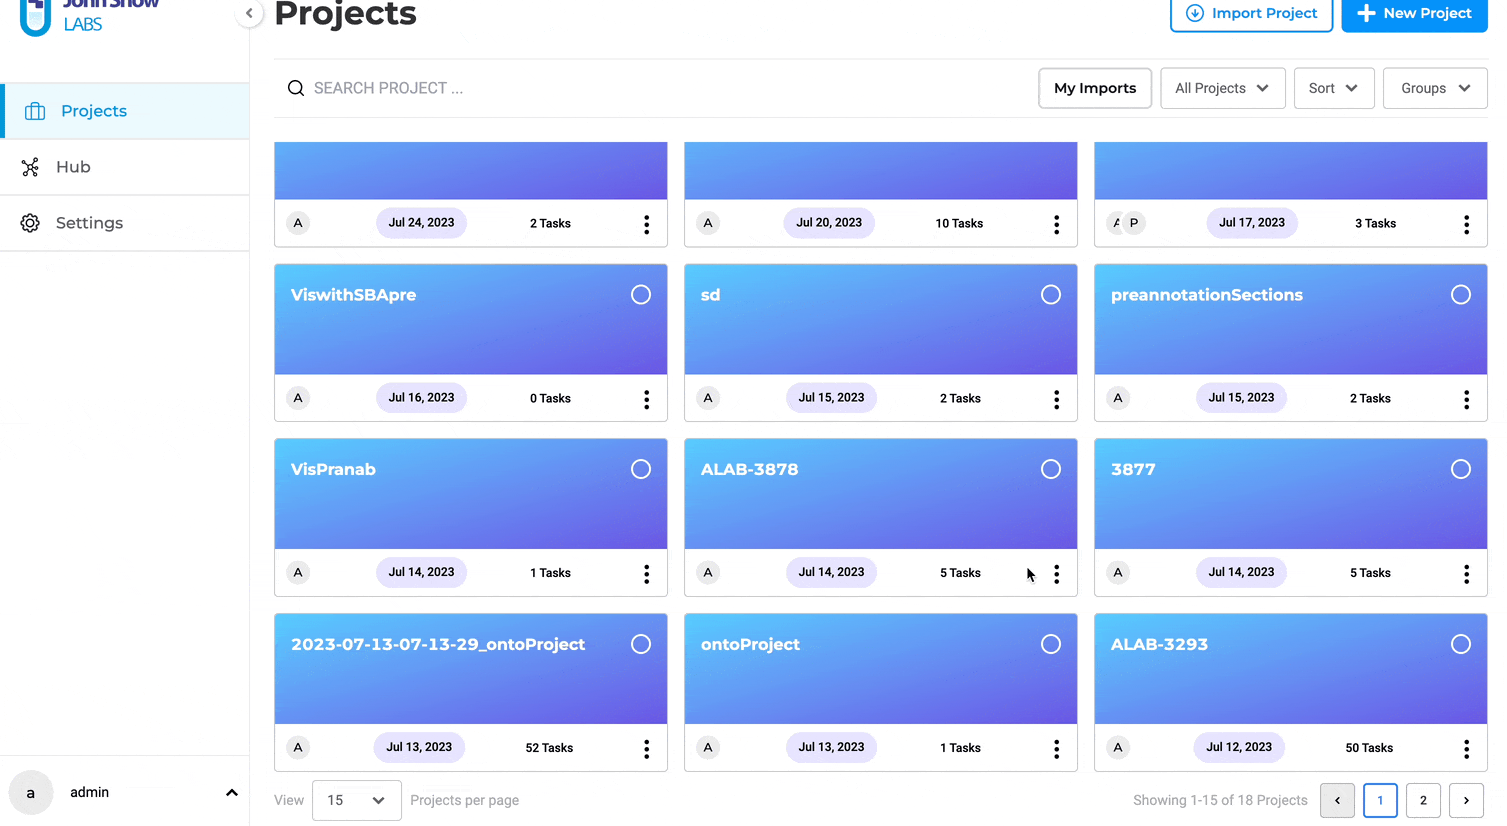 John Snow
LABS
Projects
Import Project
New Project
SEARCH PROJECT ...
My Imports
All Projects
Sort
Groups
Projects
Hub
Settings
A
Jul 24, 2023
2 Tasks
A
Jul 20, 2023
10 Tasks
A P
Jul 17, 2023
3 Tasks
ViswithSBApre
A
Jul 16, 2023
0 Tasks
sd
A
Jul 15, 2023
2 Tasks
preannotationSections
A
Jul 15, 2023
2 Tasks
VisPranab
A
Jul 14, 2023
1 Tasks
ALAB-3878
A
Jul 14, 2023
5 Tasks
3877
A
Jul 14, 2023
5 Tasks
2023-07-13-07-13-29_ontoProject
A
Jul 13, 2023
52 Tasks
ontoProject
A
Jul 13, 2023
1 Tasks
ALAB-3293
A
Jul 12, 2023
50 Tasks
a
admin
View
15
Projects per page
Showing 1-15 of 18 Projects
1
2